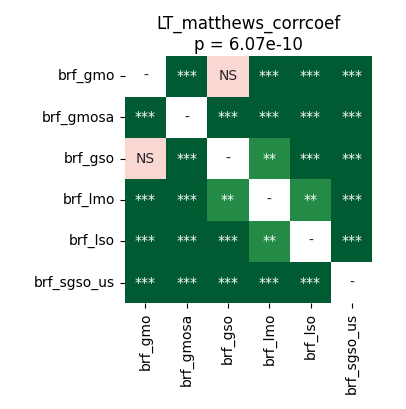 LT_matthews_corrcoef
p = 6.07e-10
brf_gmo - *** NS *** *** ***
brf_gmosa *** - *** *** *** ***
brf_gso NS *** - ** *** ***
brf_lmo *** *** ** - ** ***
brf_lso *** *** *** ** - ***
brf_sgso_us *** *** *** *** *** -
brf_gmo
brf_gmosa
brf_gso
brf_lmo
brf_lso
brf_sgso_us